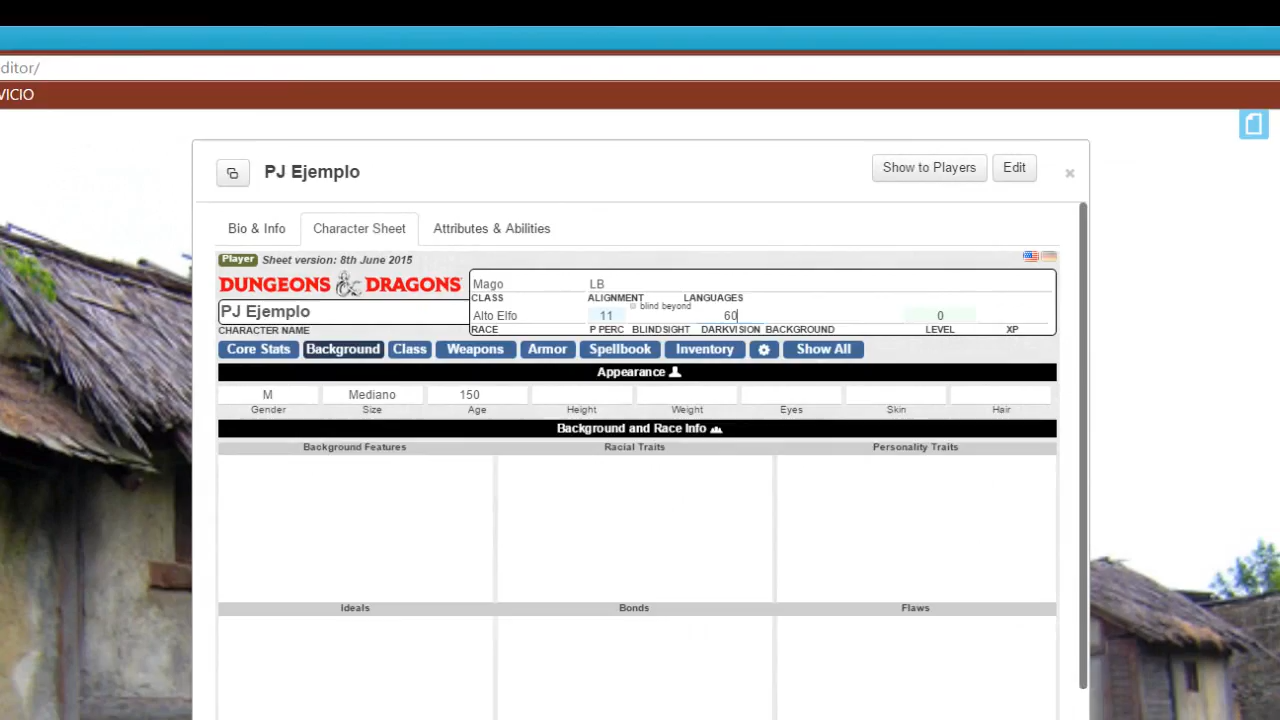 ditor/
VICIO
PJ Ejemplo
Show to Players
Edit
×
Bio & Info
Character Sheet
Attributes & Abilities
Player
Sheet version: 8th June 2015
DUNGEONS & DRAGONS
Mago
LB
CLASS
ALIGNMENT
LANGUAGES
blind beyond
PJ Ejemplo
Alto Elfo
11
60
0
CHARACTER NAME
RACE
P PERC
BLINDSIGHT
DARKVISION
BACKGROUND
LEVEL
XP
Core Stats
Background
Class
Weapons
Armor
Spellbook
Inventory
Show All
Appearance
M
Mediano
150
Gender
Size
Age
Height
Weight
Eyes
Skin
Hair
Background and Race Info
Background Features
Racial Traits
Personality Traits
Ideals
Bonds
Flaws